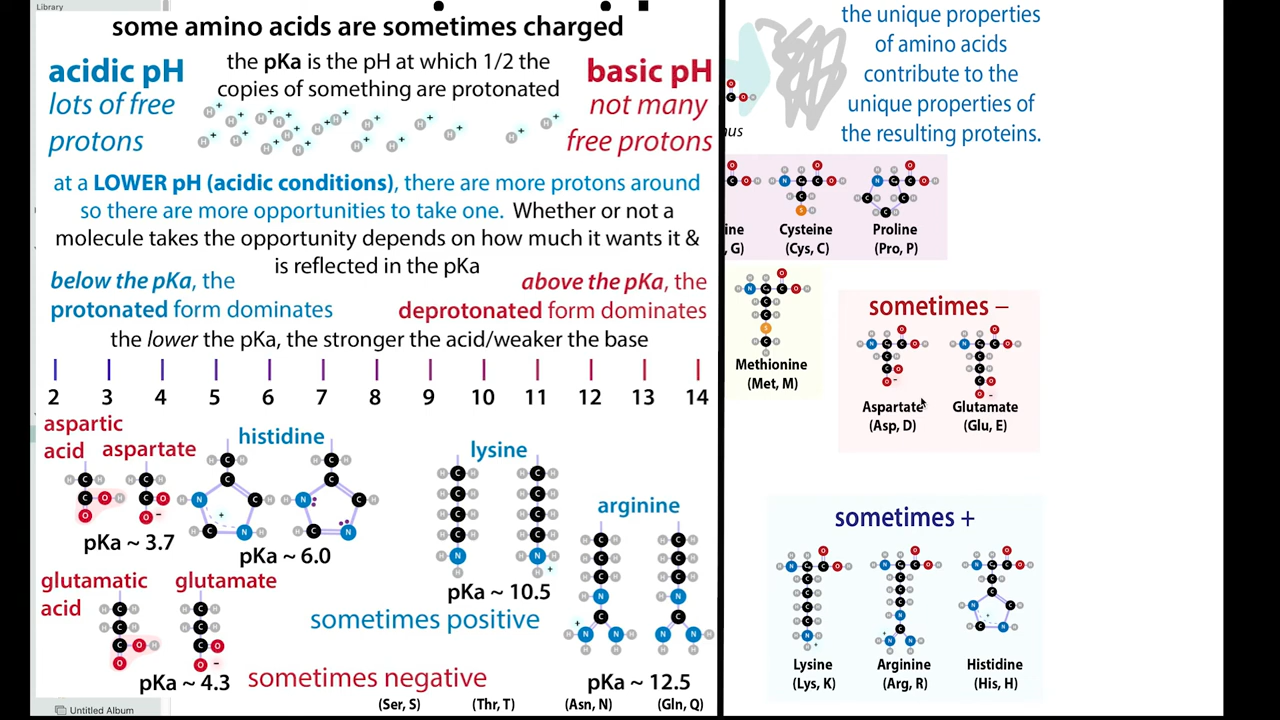 Library
some amino acids are sometimes charged
acidic pH
lots of free
protons
the pKa is the pH at which 1/2 the
copies of something are protonated
basic pH
not many
free protons
at a LOWER pH (acidic conditions), there are more protons around
so there are more opportunities to take one. Whether or not a
molecule takes the opportunity depends on how much it wants it &
is reflected in the pKa
below the pKa, the
protonated form dominates
above the pKa, the
deprotonated form dominates
the lower the pKa, the stronger the acid/weaker the base
2 3 4 5 6 7 8 9 10 11 12 13 14
aspartic
acid
aspartate
pKa ~ 3.7
histidine
pKa ~ 6.0
lysine
pKa ~ 10.5
arginine
pKa ~ 12.5
glutamatic
acid
glutamate
pKa ~ 4.3
sometimes positive
sometimes negative
(Ser, S) (Thr, T) (Asn, N) (Gln, Q)
Untitled Album
the unique properties
of amino acids
contribute to the
unique properties of
the resulting proteins.
nus
ine
, G)
Cysteine
(Cys, C)
Proline
(Pro, P)
Methionine
(Met, M)
sometimes –
Aspartate
(Asp, D)
Glutamate
(Glu, E)
sometimes +
Lysine
(Lys, K)
Arginine
(Arg, R)
Histidine
(His, H)